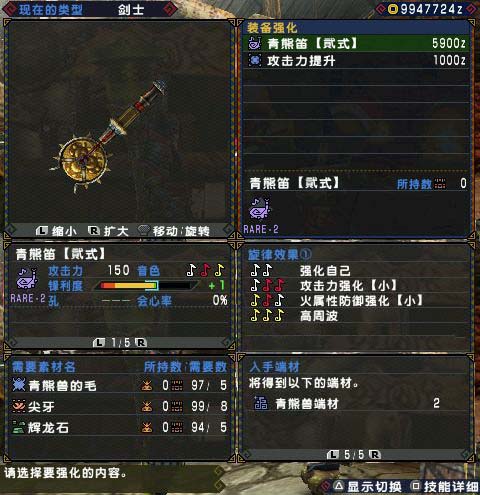 现在的类型 剑士
9947724z
装备强化
青熊笛【弐式】 5900z
攻击力提升 1000z
青熊笛【弐式】 所持数 0
RARE-2
L 缩小 R 扩大 移动/旋转
青熊笛【弐式】
攻击力 150 音色
锋利度 +1
RARE-2 孔 --- 会心率 0%
L 1/5 R
旋律效果①
强化自己
攻击力强化【小】
火属性防御强化【小】
高周波
需要素材名 所持数/需要数
青熊兽的毛 0 97/ 5
尖牙 0 99/ 8
辉龙石 0 94/ 5
入手端材
将得到以下的端材。
青熊兽端材 2
L 5/5 R
请选择要强化的内容。
显示切换 技能详细